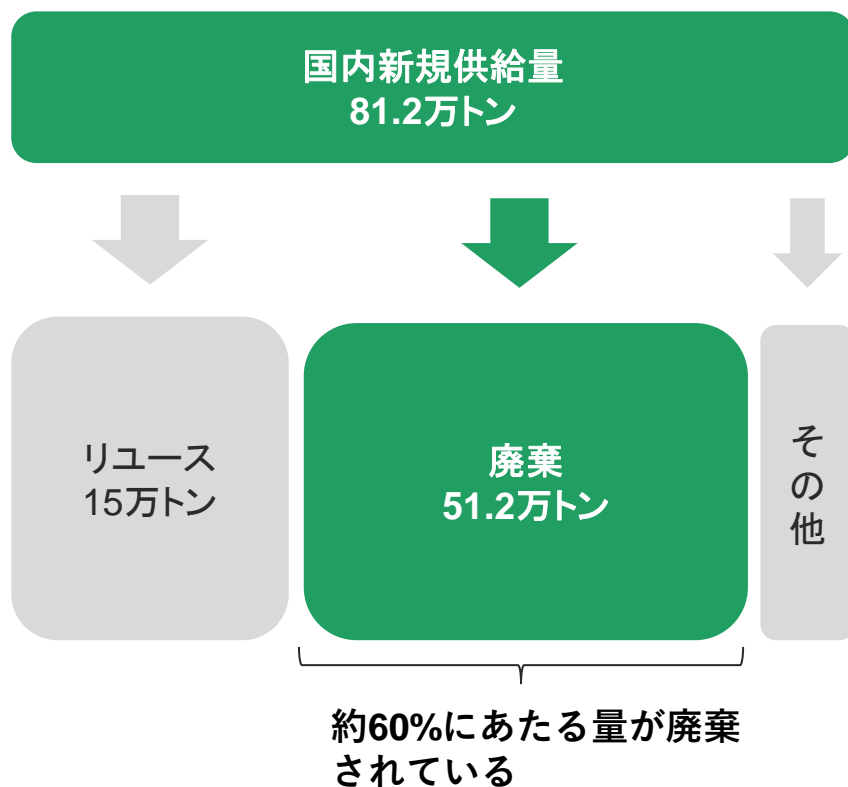 国内新規供給量
81.2万トン
リユース
15万トン
廃棄
51.2万トン
その他
約60%にあたる量が廃棄
されている